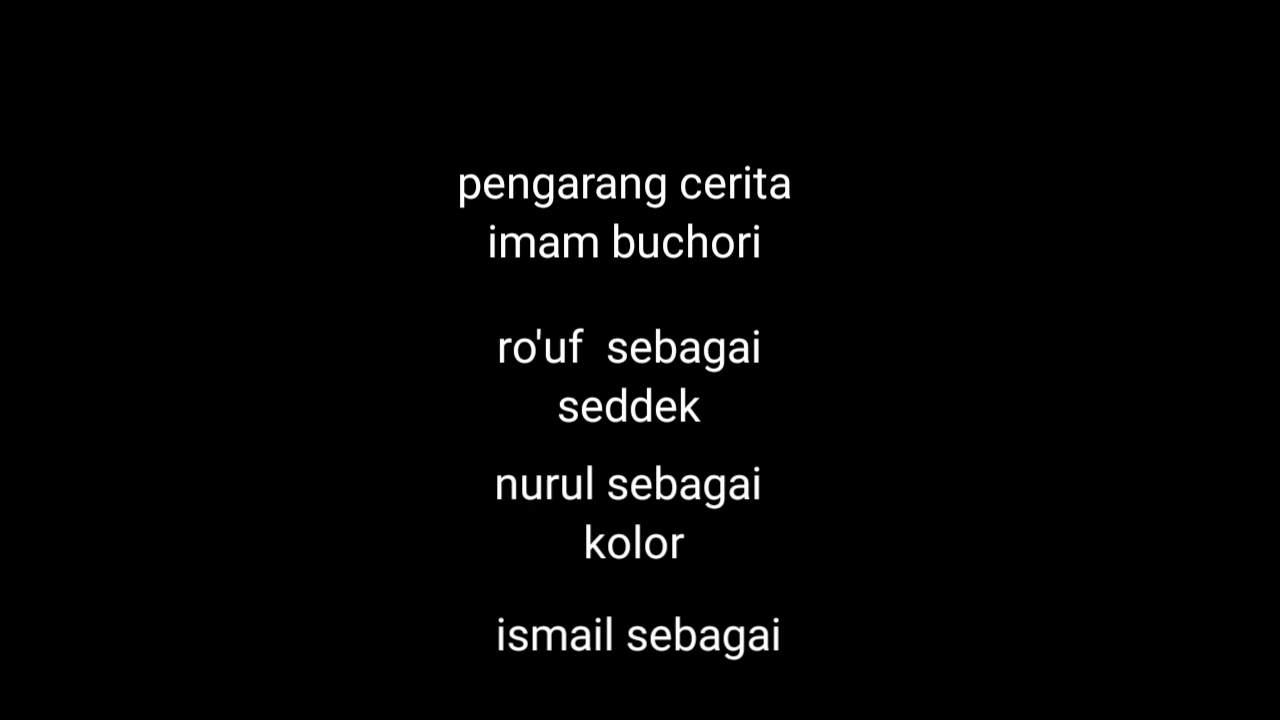 pengarang cerita
imam buchori
ro'uf  sebagai
seddek
nurul sebagai
kolor
ismail sebagai